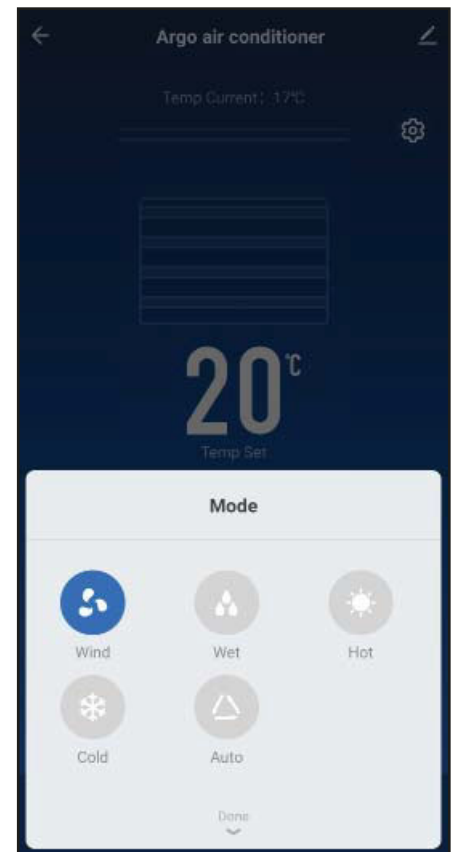 Argo air conditioner
Temp Current: 17°C
20°C
Temp Set
Mode
Wind Wet Hot
Cold Auto
Done